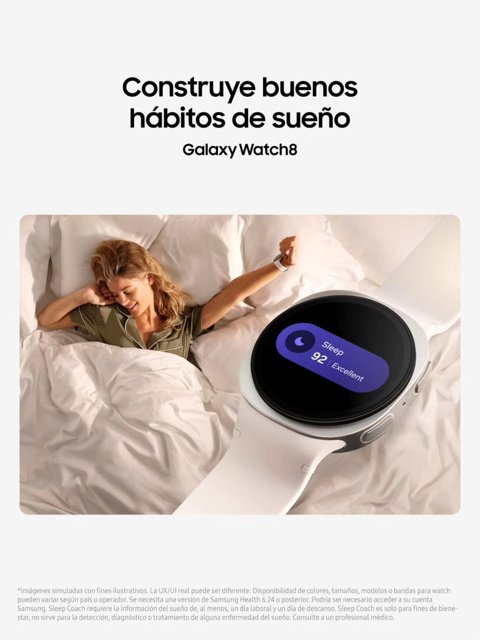 Construye buenos
hábitos de sueño
Galaxy Watch8
Sleep
92 | Excellent
*Imágenes simuladas con fines ilustrativos. La UX/UI real puede ser diferente. Disponibilidad de colores, tamaños, modelos o bandas para watch
pueden variar según país u operador. Se necesita una versión de Samsung Health 6.24 o posterior. Podría ser necesario acceder a su cuenta
Samsung. Sleep Coach requiere la información del sueño de, al menos, un día laboral y un día de descanso. Sleep Coach es solo para fines de biene-
star, no sirve para la detección, diagnóstico o tratamiento de alguna enfermedad del sueño. Consulte a un profesional médico.